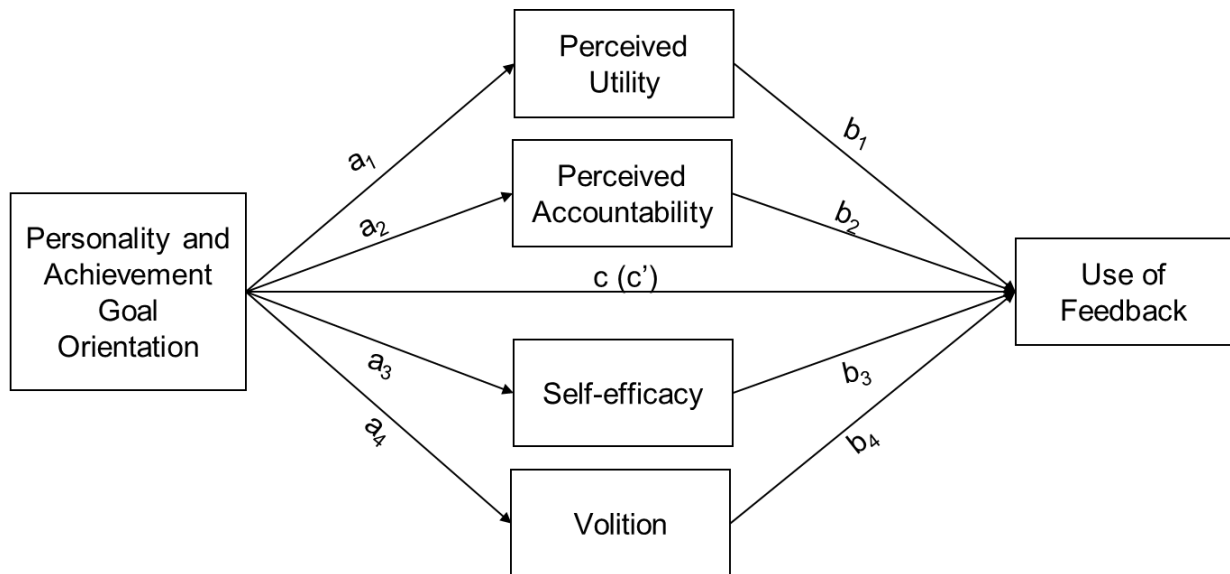 Perceived
Utility
a₁
b₁
Perceived
Accountability
a₂
b₂
Personality and
Achievement
Goal
Orientation
c (c’)
Use of
Feedback
a₃
Self-efficacy
b₃
a₄
b₄
Volition